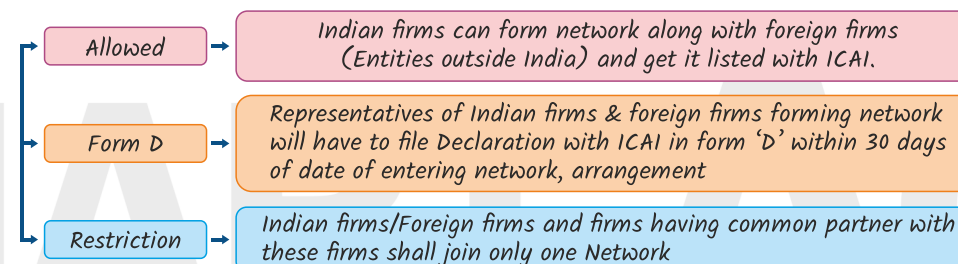 Allowed
Indian firms can form network along with foreign firms
(Entities outside India) and get it listed with ICAI.
Form D
Representatives of Indian firms & foreign firms forming network
will have to file Declaration with ICAI in form ‘D’ within 30 days
of date of entering network, arrangement
Restriction
Indian firms/Foreign firms and firms having common partner with
these firms shall join only one Network